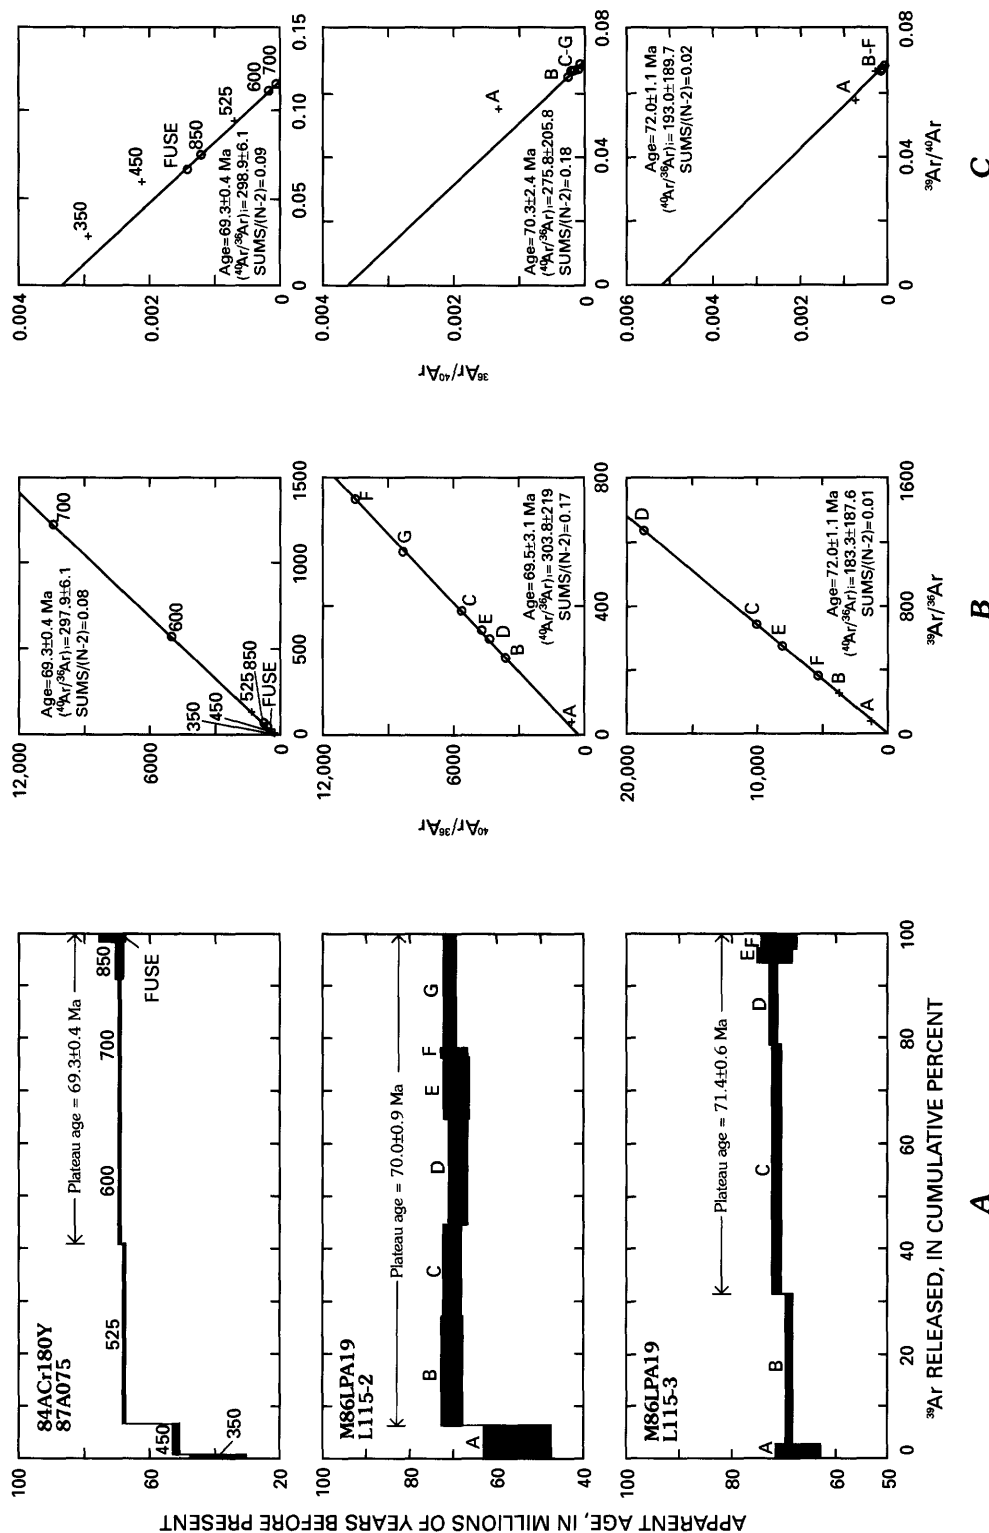 APPARENT AGE, IN MILLIONS OF YEARS BEFORE PRESENT
100
60
20
84ACr180Y
87A075
Plateau age = 69.3±0.4 Ma
350
450
525
600
700
850
FUSE
100
80
60
40
M86LPA19
L115-2
Plateau age = 70.0±0.9 Ma
A
B
C
D
E
F
G
100
80
60
M86LPA19
L115-3
Plateau age = 71.4±0.6 Ma
A
B
C
D
E
F
0 20 40 60 80 100
³⁹Ar RELEASED, IN CUMULATIVE PERCENT
A
⁴⁰Ar/³⁶Ar
12,000
6000
0
Age=69.3±0.4 Ma
(⁴⁰Ar/³⁶Ar)ᵢ=297.9±6.1
SUMS/(N-2)=0.08
350
450
525
850
FUSE
600
700
0 500 1000 1500
12,000
6000
0
A
B
D
E
C
G
F
Age=69.5±3.1 Ma
(⁴⁰Ar/³⁶Ar)ᵢ=303.8±219
SUMS/(N-2)=0.17
0 400 800
20,000
10,000
0
A
B
F
E
C
D
Age=72.0±1.1 Ma
(⁴⁰Ar/³⁶Ar)ᵢ=183.3±187.6
SUMS/(N-2)=0.01
0 800 1600
³⁹Ar/³⁶Ar
B
³⁶Ar/⁴⁰Ar
0.004
0.002
0
350
450
FUSE
850
525
600
700
Age=69.3±0.4 Ma
(⁴⁰Ar/³⁶Ar)ᵢ=298.9±6.1
SUMS/(N-2)=0.09
0 0.05 0.10 0.15
0.004
0.002
0
A
B
C-G
Age=70.3±2.4 Ma
(⁴⁰Ar/³⁶Ar)ᵢ=275.8±205.8
SUMS/(N-2)=0.18
0 0.04 0.08
0.006
0.004
0.002
0
Age=72.0±1.1 Ma
(⁴⁰Ar/³⁶Ar)ᵢ=193.0±189.7
SUMS/(N-2)=0.02
A
B-F
0 0.04 0.08
³⁹Ar/⁴⁰Ar
C